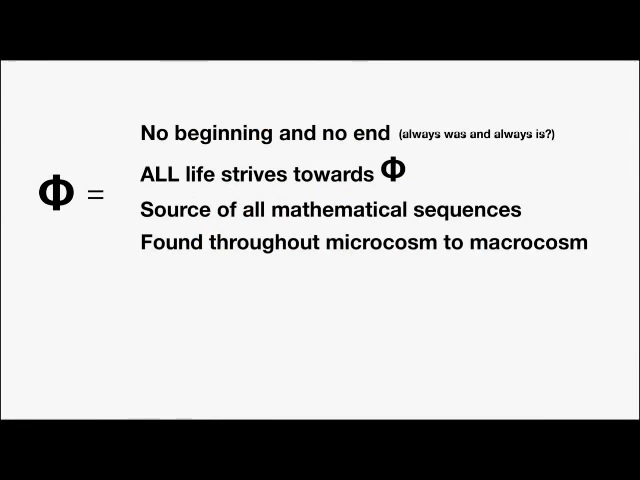 No beginning and no end (always was and always is?)
ALL life strives towards Φ
Φ =
Source of all mathematical sequences
Found throughout microcosm to macrocosm